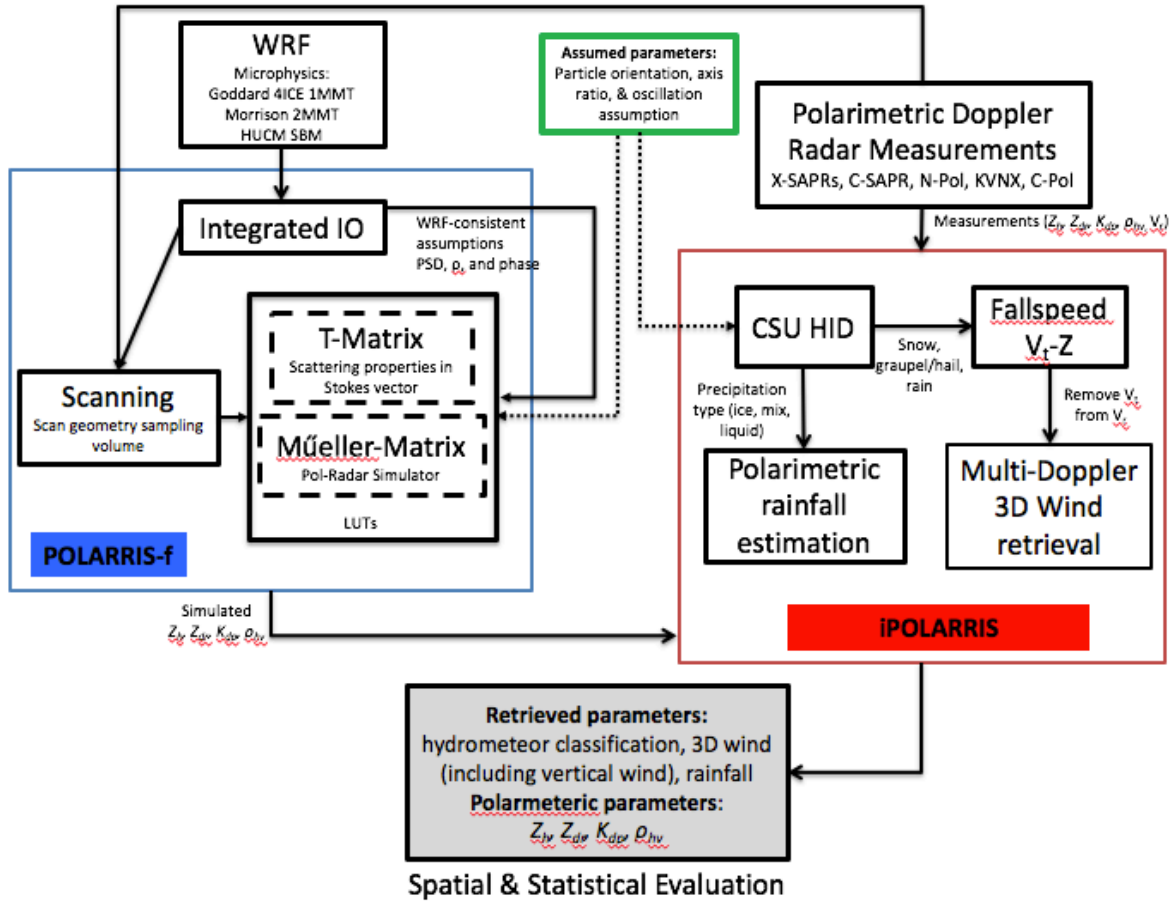 WRF
Microphysics:
Goddard 4ICE 1MMT
Morrison 2MMT
HUCM SBM
Assumed parameters:
Particle orientation, axis
ratio, & oscillation
assumption
Polarimetric Doppler
Radar Measurements
X-SAPRs, C-SAPR, N-Pol, KVNX, C-Pol
Integrated IO
WRF-consistent
assumptions
PSD, ρ, and phase
Measurements (Zh, Zdr, Kdp, ρhv, Vr)
T-Matrix
Scattering properties in
Stokes vector
Műeller-Matrix
Pol-Radar Simulator
LUTs
Scanning
Scan geometry sampling
volume
POLARRIS-f
CSU HID
Snow,
graupel/hail,
rain
Fallspeed
Vt-Z
Precipitation
type (ice, mix,
liquid)
Remove Vt
from Vr
Polarimetric
rainfall
estimation
Multi-Doppler
3D Wind
retrieval
iPOLARRIS
Simulated
Zh, Zdr, Kdp, ρhv,
Retrieved parameters:
hydrometeor classification, 3D wind
(including vertical wind), rainfall
Polarmeteric parameters:
Zh, Zdr, Kdp, ρhv
Spatial & Statistical Evaluation